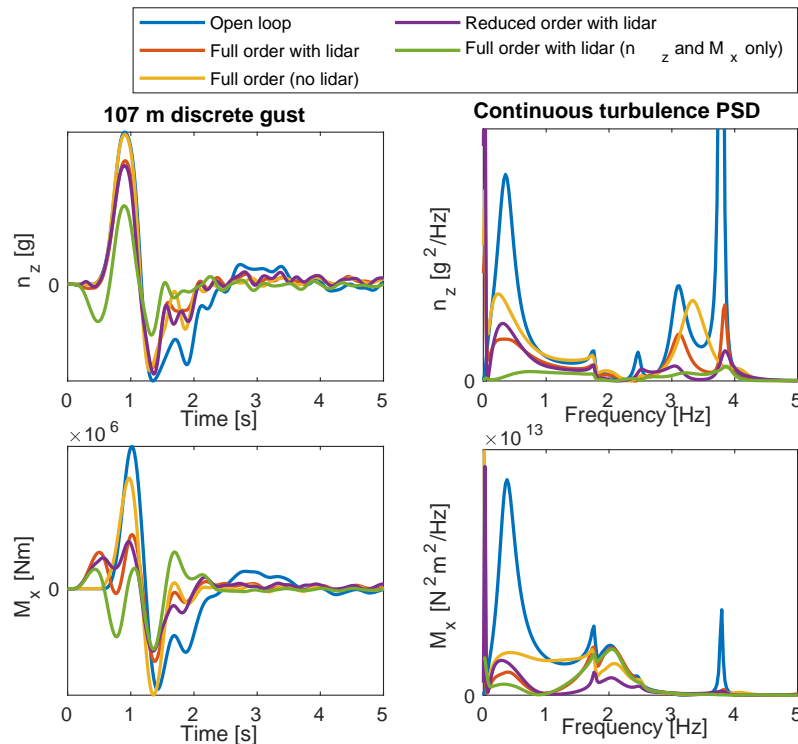 Open loop
Full order with lidar
Full order (no lidar)
Reduced order with lidar
Full order with lidar (n z and M x only)
107 m discrete gust
n z [g]
0
0 1 2 3 4 5
Time [s]
Continuous turbulence PSD
n z [g 2/Hz]
0
0 1 2 3 4 5
Frequency [Hz]
× 10 6
M x [Nm]
0
0 1 2 3 4 5
Time [s]
× 10 13
M x [N 2 m 2/Hz]
0
0 1 2 3 4 5
Frequency [Hz]